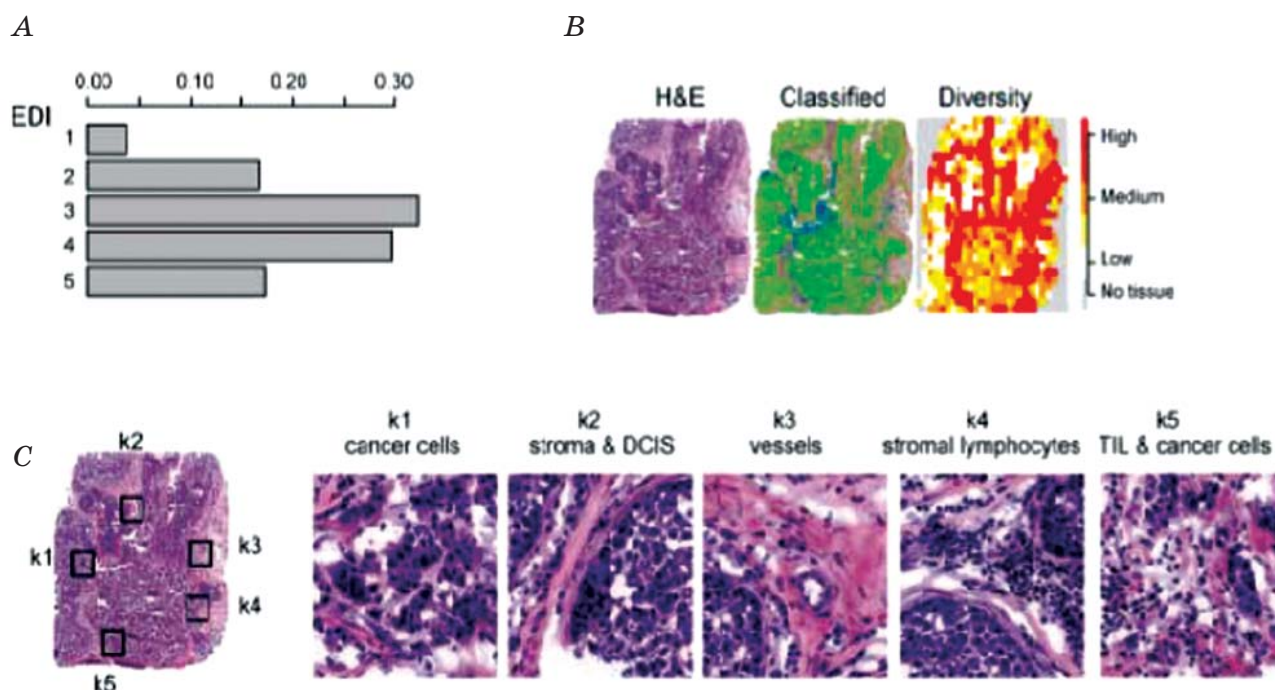 A
0.00 0.10 0.20 0.30
EDI
1
2
3
4
5
B
H&E Classified Diversity
High
Medium
Low
No tissue
C
k2
k1
k3
k4
k5
k1
cancer cells
k2
stroma & DCIS
k3
vessels
k4
stromal lymphocytes
k5
TIL & cancer cells